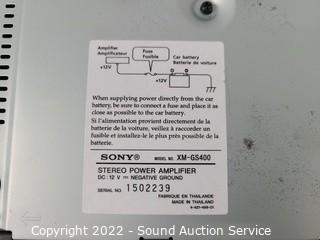 Fuse
Fusible
Amplifier
Amplificateur
Car battery
Batterie de voiture
+12V
+12V
When supplying power directly from the car
battery, be sure to connect a fuse and place it as
close as possible to the car battery.
Si l'alimentation provient directement de la
batterie de voiture, veillez à raccorder un
fusible et installez-le le plus près possible de la
batterie.
SONY® MODEL NO. XM-GS400
STEREO POWER AMPLIFIER
DC: 12 V NEGATIVE GROUND
SERIAL NO. 1502239
FABRIQUÉ EN THAÏLANDE
MADE IN THAILAND
Copyright 2022 - Sound Auction Service